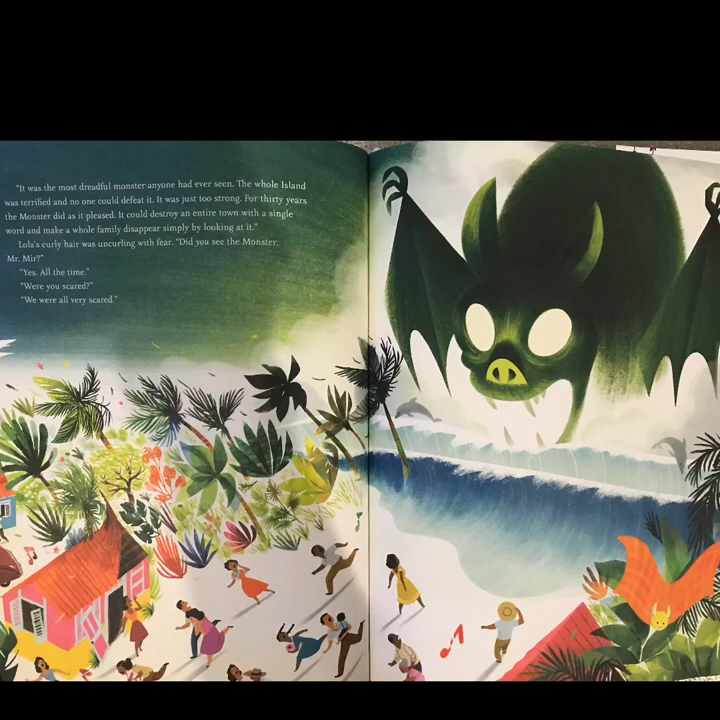 "It was the most dreadful monster anyone had ever seen. The whole Island
was terrified and no one could defeat it. It was just too strong. For thirty years
the Monster did as it pleased. It could destroy an entire town with a single
word and make a whole family disappear simply by looking at it."
Lola's curly hair was uncurling with fear. "Did you see the Monster,
Mr. Mir?"
"Yes. All the time."
"Were you scared?"
"We were all very scared."